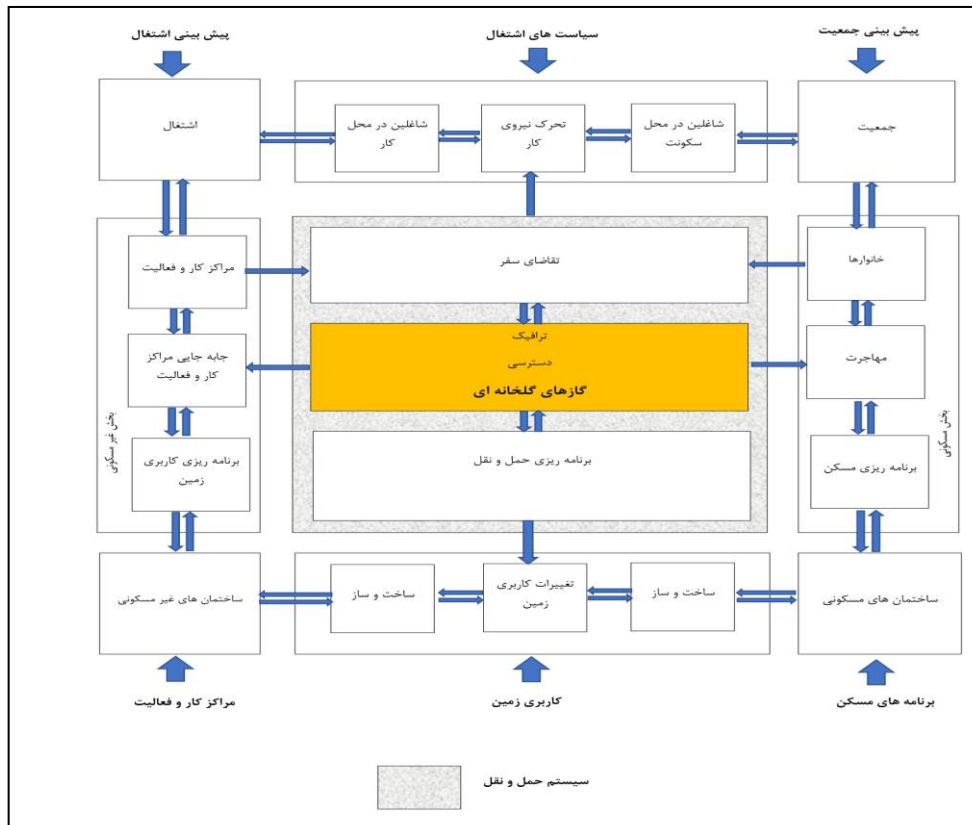 پیش بینی جمعیت
سیاست های اشتغال
پیش بینی اشتغال
جمعیت
شاغلین در محل
سکونت
تحرک نیروی
کار
شاغلین در محل
کار
اشتغال
خانوارها
تقاضای سفر
مراکز کار و فعالیت
مهاجرت
ترافیک
دسترسی
گازهای گلخانه ای
جابه جایی مراکز
کار و فعالیت
بخش مسکونی
بخش غیر مسکونی
برنامه ریزی مسکن
برنامه ریزی حمل و نقل
برنامه ریزی کاربری
زمین
ساختمان های مسکونی
ساخت و ساز
تغییرات کاربری
زمین
ساخت و ساز
ساختمان های غیر مسکونی
برنامه های مسکن
کاربری زمین
مراکز کار و فعالیت
سیستم حمل و نقل